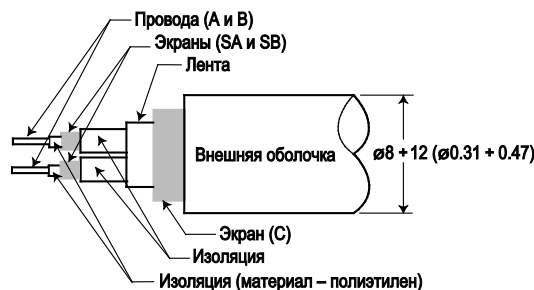 Провода (A и B)
Экраны (SA и SB)
Лента
Внешняя оболочка
ø8 + 12 (ø0.31 + 0.47)
Экран (C)
Изоляция
Изоляция (материал – полиэтилен)